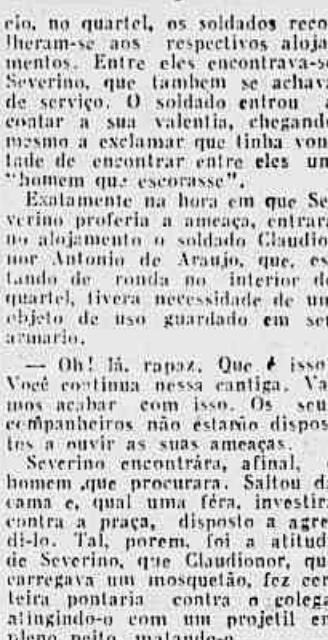 rio, no quartel, os soldados reco-
lheram-se aos respectivos aloja-
mentos. Entre eles encontrava-se
Severino, que tambem se achava
de serviço. O soldado entrou a
contar a sua valentia, chegando
mesmo a exclamar que tinha von-
tade de encontrar entre eles um
"homem que escorasse".
Exatamente na hora em que Se-
verino proferia a ameaça, entrara
no alojamento o soldado Claudio-
nor Antonio de Araujo, que, es-
tando de ronda no interior do
quartel, tivera necessidade de um
objeto de uso guardado em seu
armario.
— Oh! lá, rapaz. Que é isso
Você continua nessa cantiga. Va-
mos acabar com isso. Os seus
companheiros não estarão dispos-
tos a ouvir as suas ameaças.
Severino encontrára, afinal, o
homem que procurara. Saltou da
cama e, qual uma féra, investira
contra a praça, disposto a agre-
di-lo. Tal, porem, foi a atitude
de Severino, que Claudionor, que
carregava um mosquetão, fez cer-
teira pontaria contra o colega
atingindo-o com um projetil em
pleno peito, matando-o